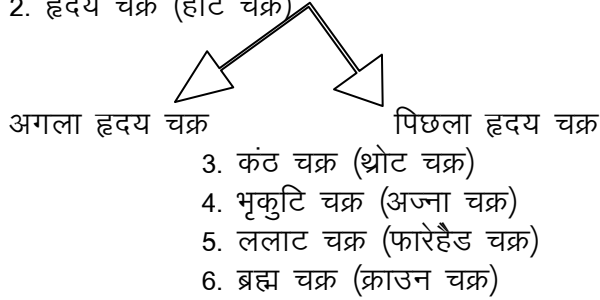 2. हृदय चक्र (हार्ट चक्र)
अगला हृदय चक्र पिछला हृदय चक्र
3. कंठ चक्र (थ्रोट चक्र)
4. भृकुटि चक्र (अज्ना चक्र)
5. ललाट चक्र (फारेहैड चक्र)
6. ब्रह्म चक्र (क्राउन चक्र)